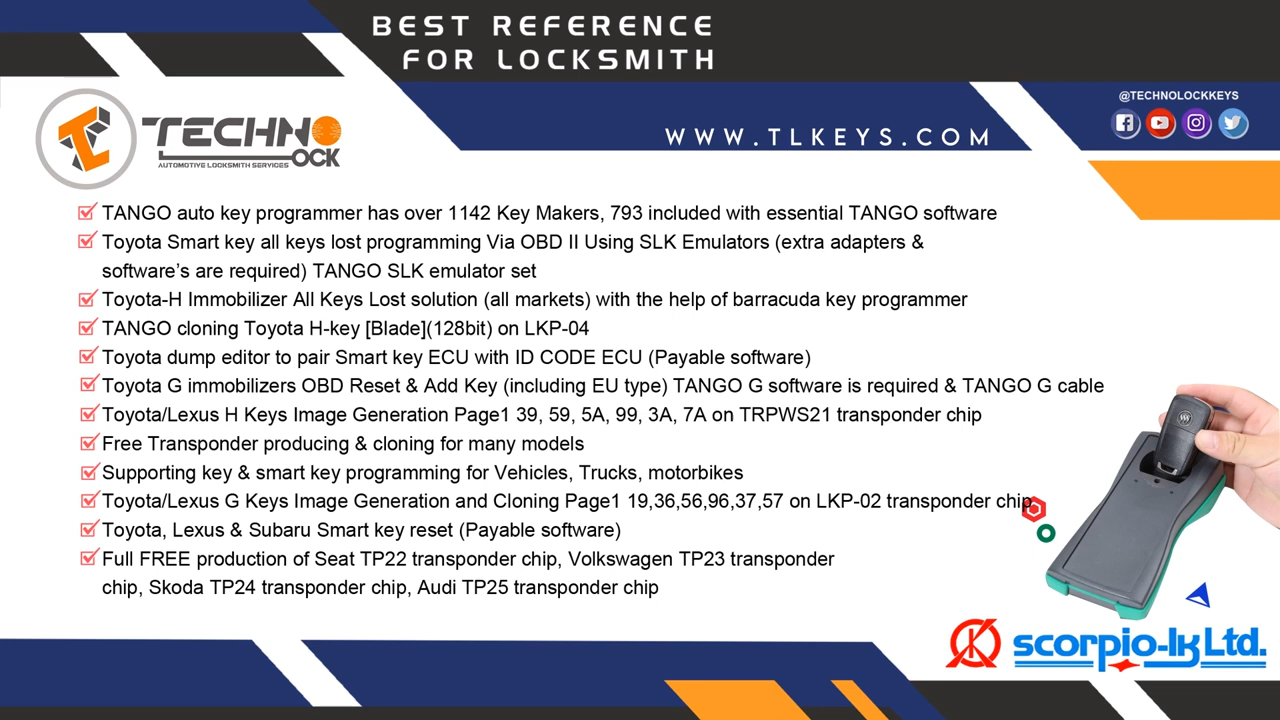 BEST REFERENCE
FOR LOCKSMITH
@TECHNOLOCKKEYS
WWW.TLKEYS.COM
TECHNO
LOCK
AUTOMOTIVE LOCKSMITH SERVICES
TANGO auto key programmer has over 1142 Key Makers, 793 included with essential TANGO software
Toyota Smart key all keys lost programming Via OBD II Using SLK Emulators (extra adapters &
software's are required) TANGO SLK emulator set
Toyota-H Immobilizer All Keys Lost solution (all markets) with the help of barracuda key programmer
TANGO cloning Toyota H-key [Blade](128bit) on LKP-04
Toyota dump editor to pair Smart key ECU with ID CODE ECU (Payable software)
Toyota G immobilizers OBD Reset & Add Key (including EU type) TANGO G software is required & TANGO G cable
Toyota/Lexus H Keys Image Generation Page1 39, 59, 5A, 99, 3A, 7A on TRPWS21 transponder chip
Free Transponder producing & cloning for many models
Supporting key & smart key programming for Vehicles, Trucks, motorbikes
Toyota/Lexus G Keys Image Generation and Cloning Page1 19,36,56,96,37,57 on LKP-02 transponder chip
Toyota, Lexus & Subaru Smart key reset (Payable software)
Full FREE production of Seat TP22 transponder chip, Volkswagen TP23 transponder
chip, Skoda TP24 transponder chip, Audi TP25 transponder chip
scorpio-lk Ltd.